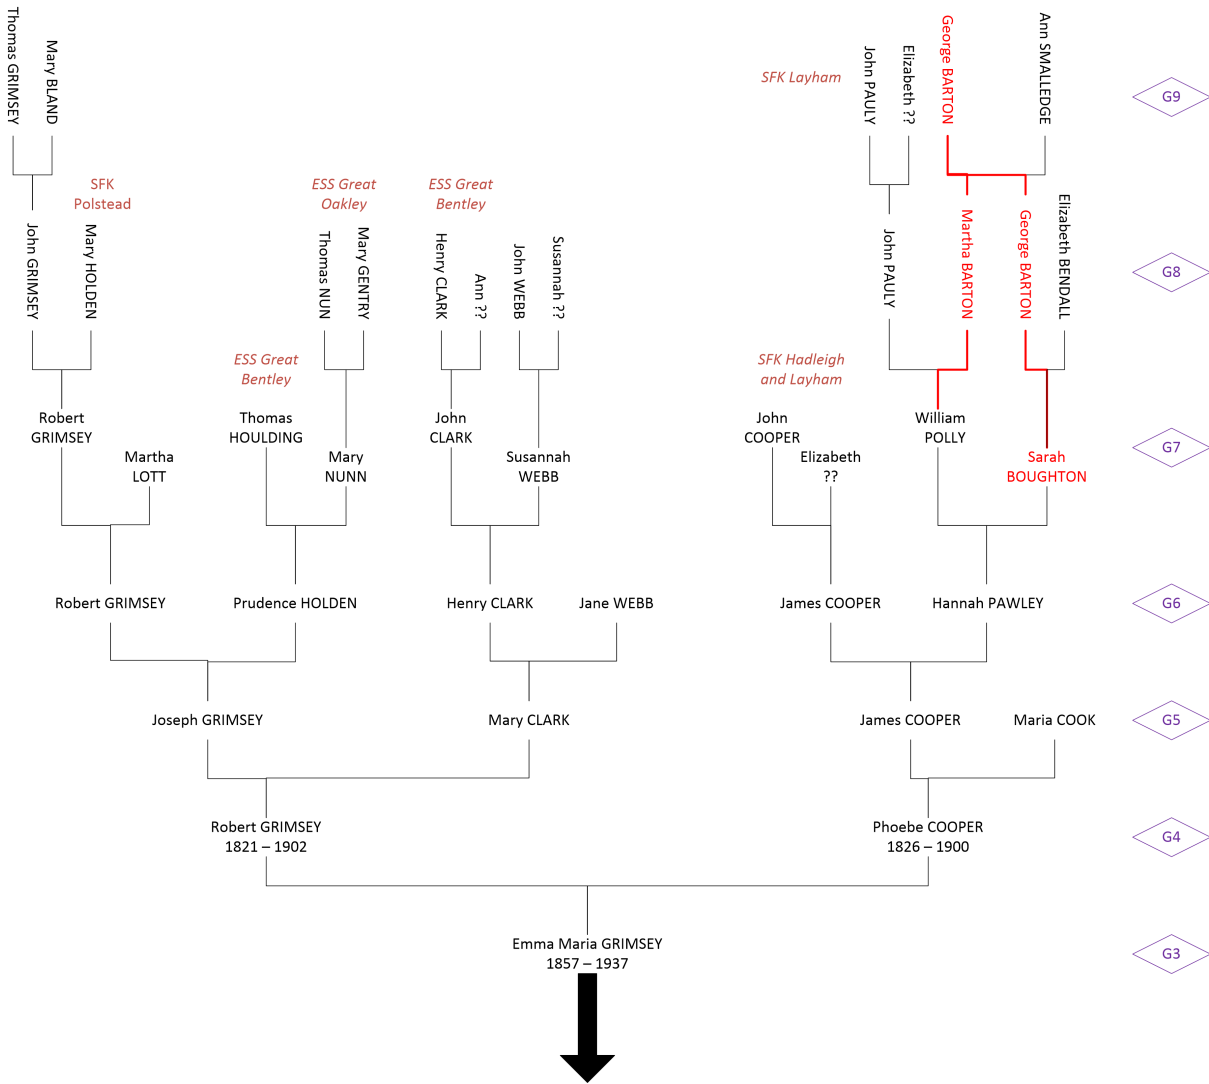 Thomas GRIMSEY
Mary BLAND
SFK Layham
John PAULY
Elizabeth ??
George BARTON
Ann SMALLEDGE
G9
SFK
Polstead
ESS Great
Oakley
ESS Great
Bentley
John GRIMSEY
Mary HOLDEN
Thomas NUN
Mary GENTRY
Henry CLARK
Ann ??
John WEBB
Susannah ??
John PAULY
Martha BARTON
George BARTON
Elizabeth BENDALL
G8
ESS Great
Bentley
SFK Hadleigh
and Layham
Robert
GRIMSEY
Martha
LOTT
Thomas
HOULDING
Mary
NUNN
John
CLARK
Susannah
WEBB
John
COOPER
Elizabeth
??
William
POLLY
Sarah
BOUGHTON
G7
Robert GRIMSEY
Prudence HOLDEN
Henry CLARK
Jane WEBB
James COOPER
Hannah PAWLEY
G6
Joseph GRIMSEY
Mary CLARK
James COOPER
Maria COOK
G5
Robert GRIMSEY
1821 – 1902
Phoebe COOPER
1826 – 1900
G4
Emma Maria GRIMSEY
1857 – 1937
G3